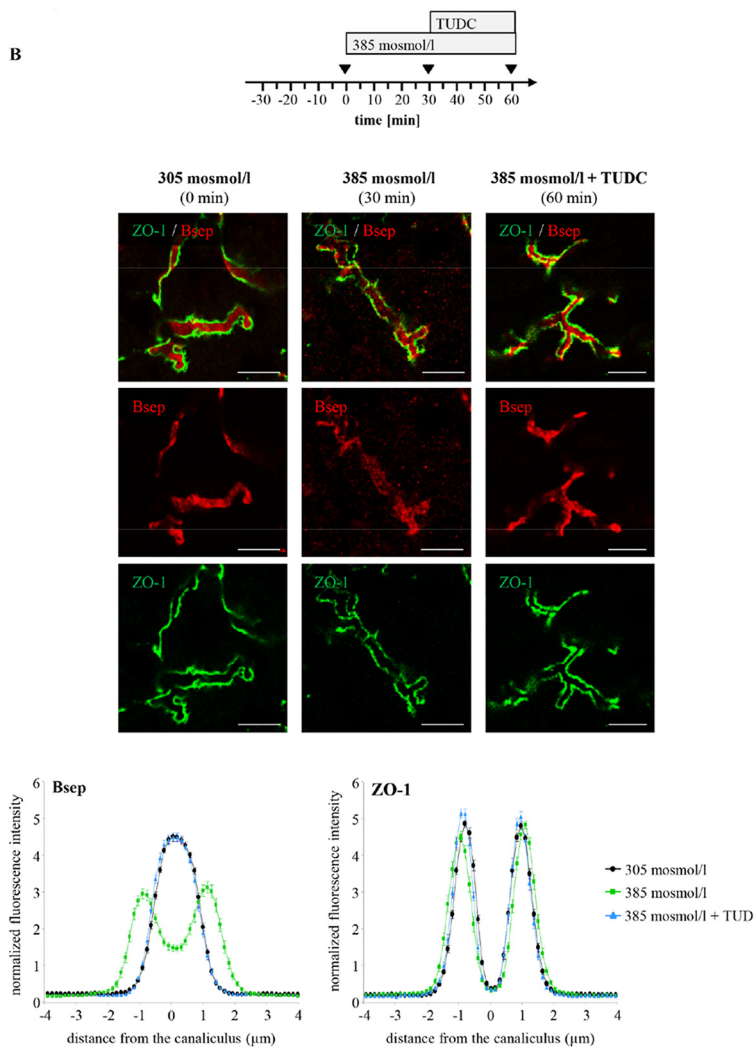 B
TUDC
385 mosmol/l
-30 -20 -10 0 10 20 30 40 50 60
time [min]
305 mosmol/l 385 mosmol/l 385 mosmol/l + TUDC
(0 min) (30 min) (60 min)
ZO-1 / Bsep ZO-1 / Bsep ZO-1 / Bsep
Bsep Bsep Bsep
ZO-1 ZO-1 ZO-1
Bsep
normalized fluorescence intensity
6
5
4
3
2
1
0
-4 -3 -2 -1 0 1 2 3 4
distance from the canaliculus (µm)
ZO-1
normalized fluorescence intensity
6
5
4
3
2
1
0
-4 -3 -2 -1 0 1 2 3 4
distance from the canaliculus (µm)
305 mosmol/l
385 mosmol/l
385 mosmol/l + TUD